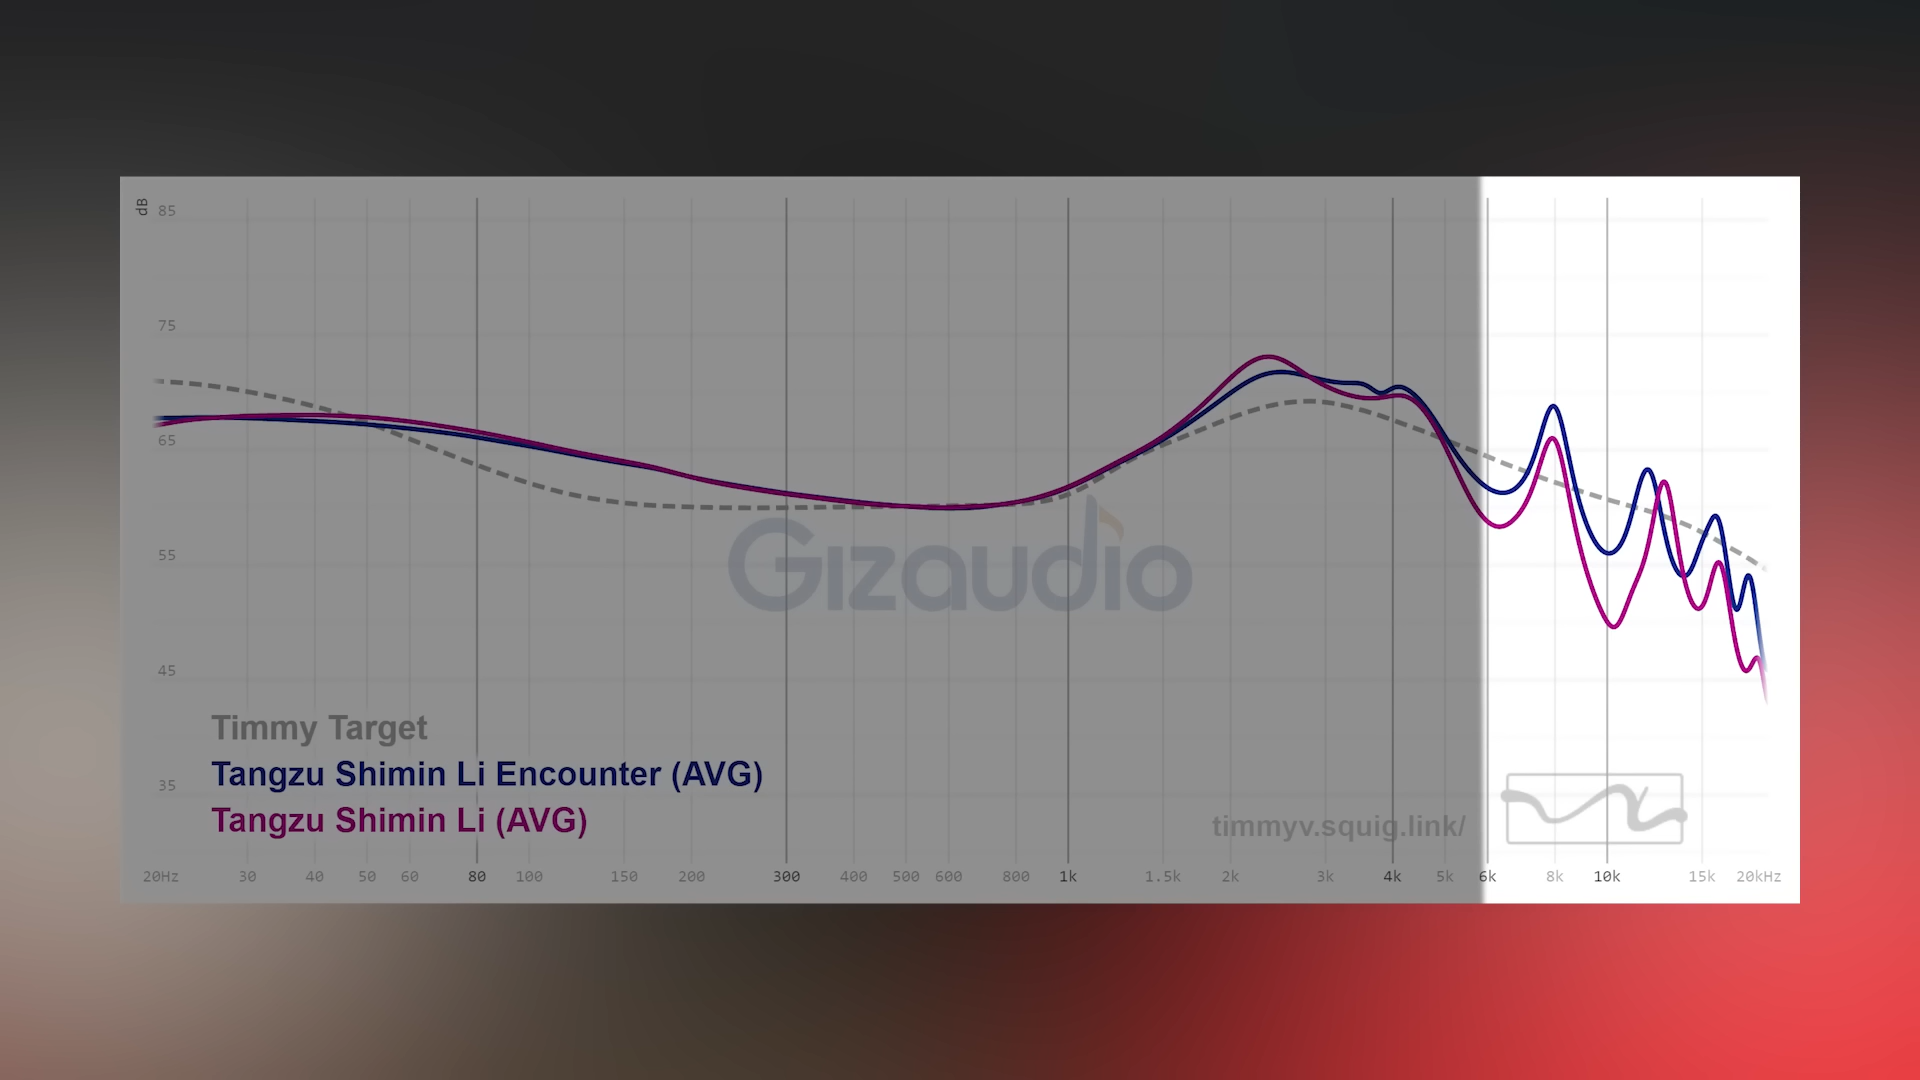 dB
85
75
65
55
45
35
Gizaudio
Timmy Target
Tangzu Shimin Li Encounter (AVG)
Tangzu Shimin Li (AVG)
timmyv.squig.link/
20Hz 30 40 50 60 80 100 150 200 300 400 500 600 800 1k 1.5k 2k 3k 4k 5k 6k 8k 10k 15k 20kHz